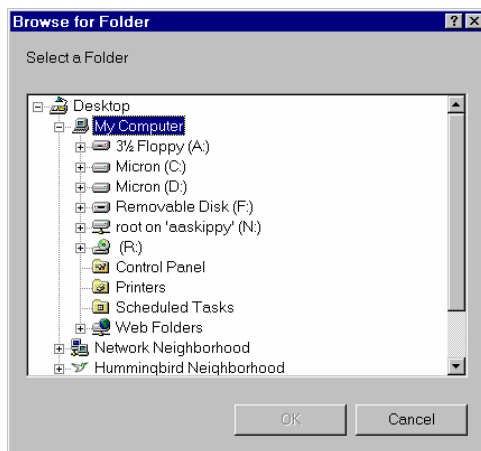 Browse for Folder
Select a Folder
Desktop
My Computer
3½ Floppy (A:)
Micron (C:)
Micron (D:)
Removable Disk (F:)
root on 'aaskippy' (N:)
(R:)
Control Panel
Printers
Scheduled Tasks
Web Folders
Network Neighborhood
Hummingbird Neighborhood
OK Cancel